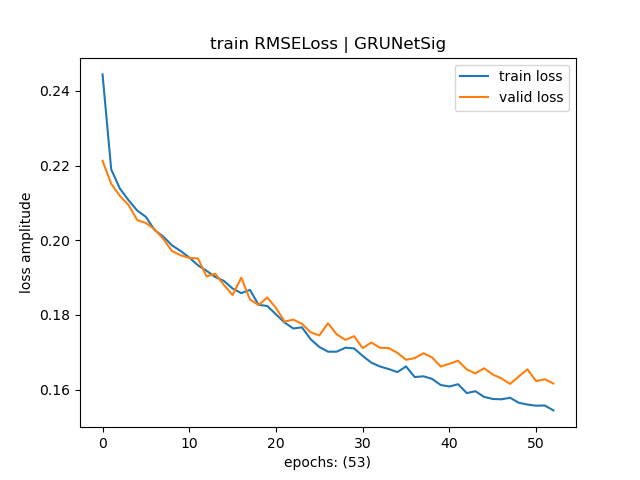 train RMSELoss | GRUNetSig
train loss
valid loss
0.24
0.22
0.20
0.18
0.16
loss amplitude
0
10
20
30
40
50
epochs: (53)